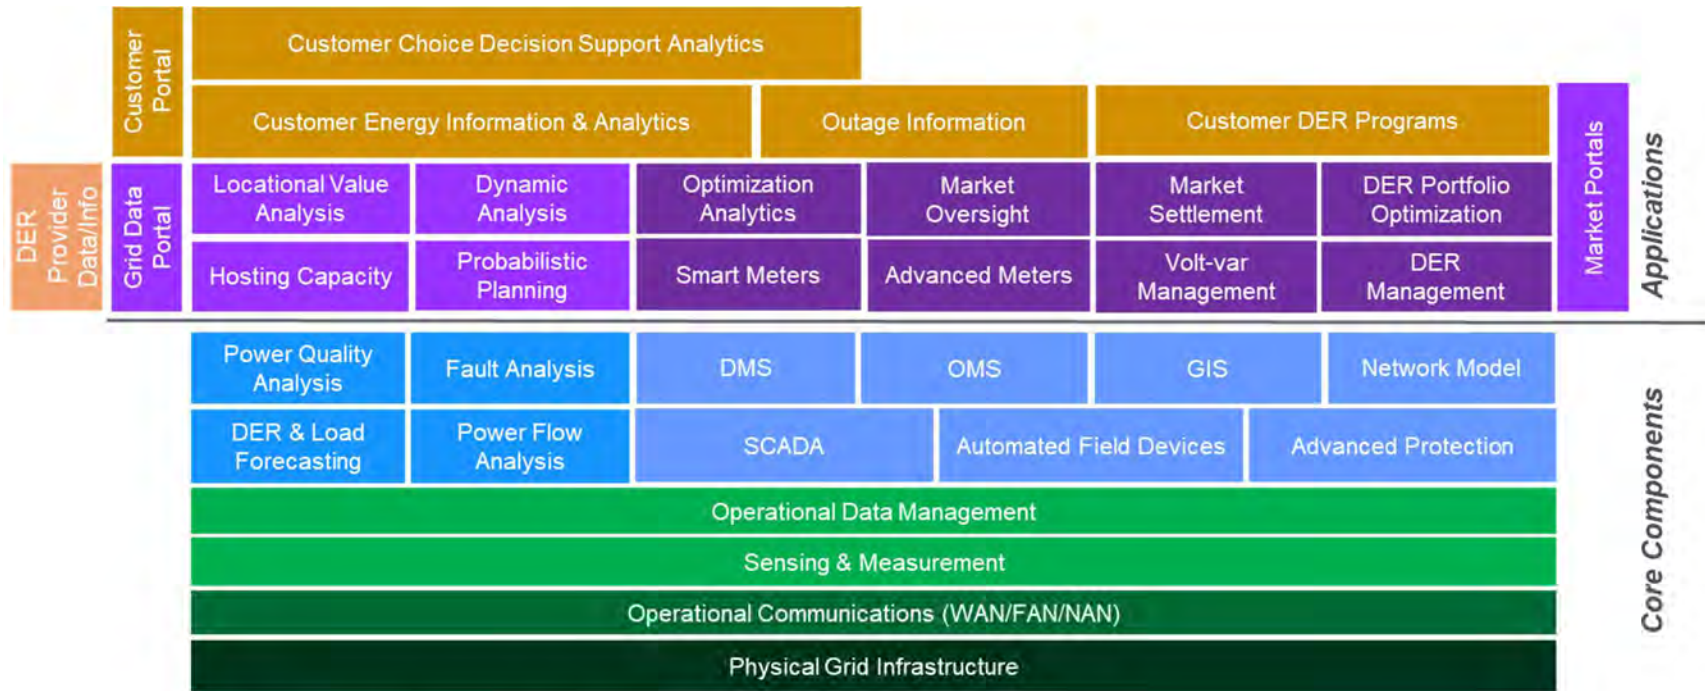 Customer
Portal
Customer Choice Decision Support Analytics
Customer Energy Information & Analytics
Outage Information
Customer DER Programs
Market Portals
Applications
DER
Provider
Data/Info
Grid Data
Portal
Locational Value
Analysis
Dynamic
Analysis
Optimization
Analytics
Market
Oversight
Market
Settlement
DER Portfolio
Optimization
Hosting Capacity
Probabilistic
Planning
Smart Meters
Advanced Meters
Volt-var
Management
DER
Management
Power Quality
Analysis
Fault Analysis
DMS
OMS
GIS
Network Model
Core Components
DER & Load
Forecasting
Power Flow
Analysis
SCADA
Automated Field Devices
Advanced Protection
Operational Data Management
Sensing & Measurement
Operational Communications (WAN/FAN/NAN)
Physical Grid Infrastructure